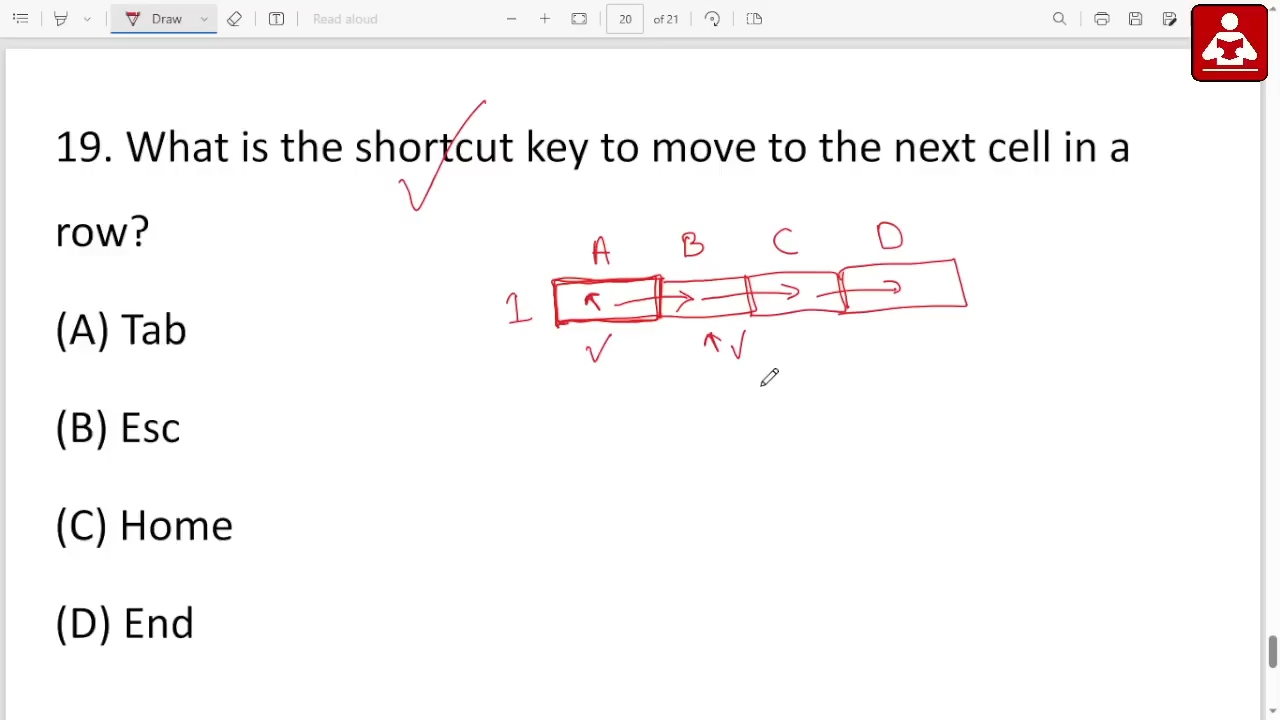 Draw
Read aloud
20 of 21
19. What is the shortcut key to move to the next cell in a
row?
A B C D
1
(A) Tab
(B) Esc
(C) Home
(D) End